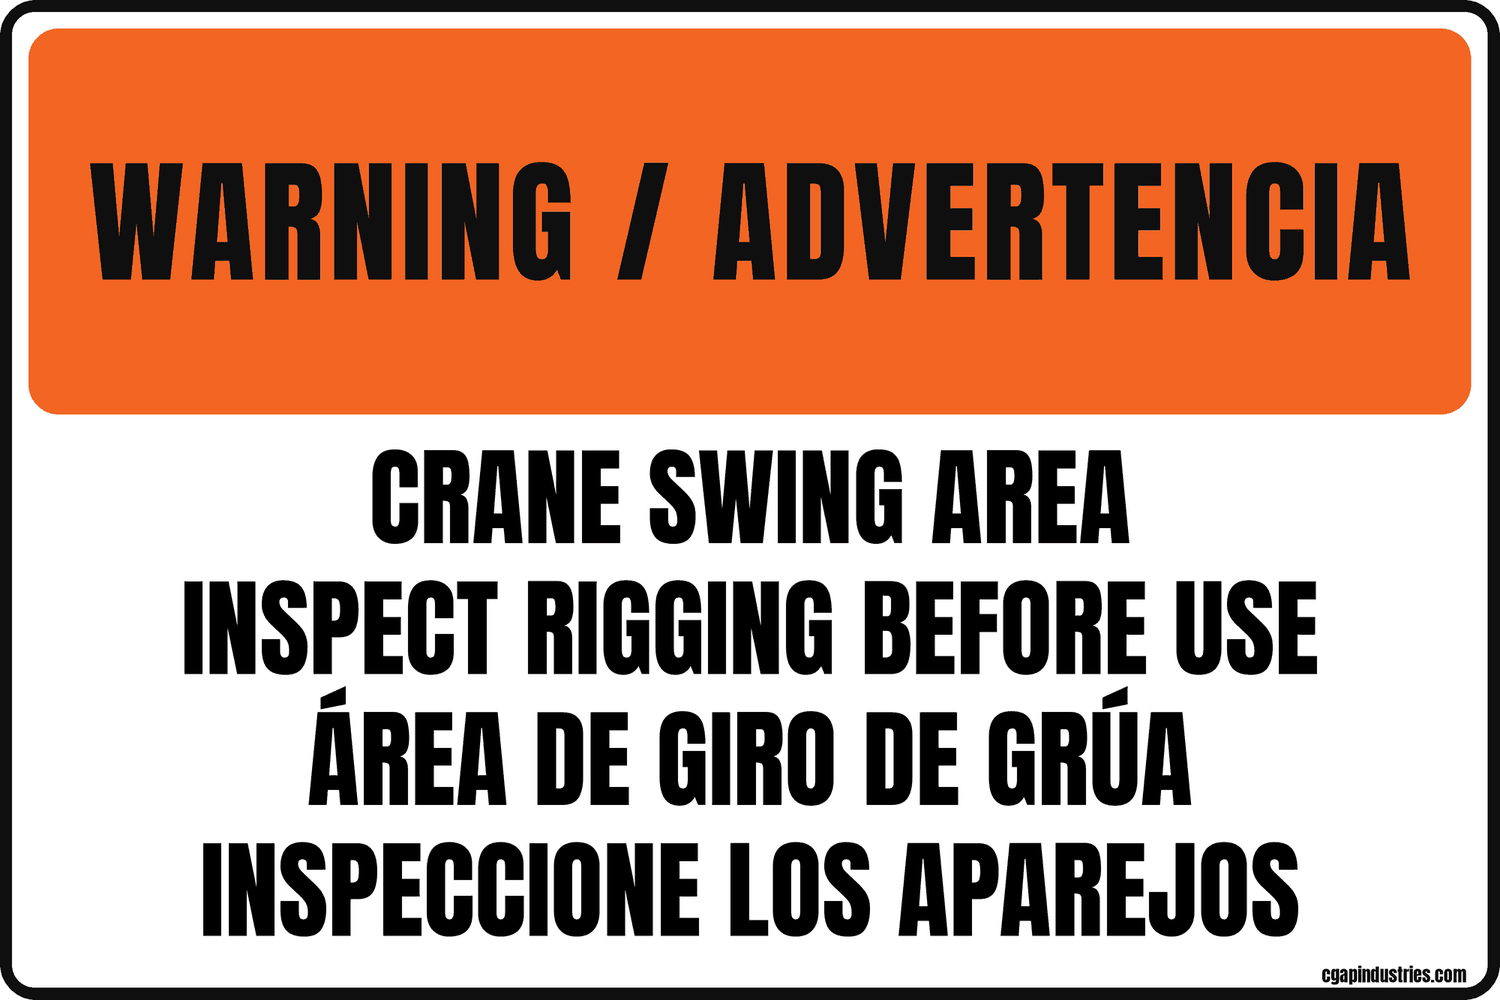 WARNING / ADVERTENCIA
CRANE SWING AREA
INSPECT RIGGING BEFORE USE
ÁREA DE GIRO DE GRÚA
INSPECCIONE LOS APAREJOS
cgapindustries.com